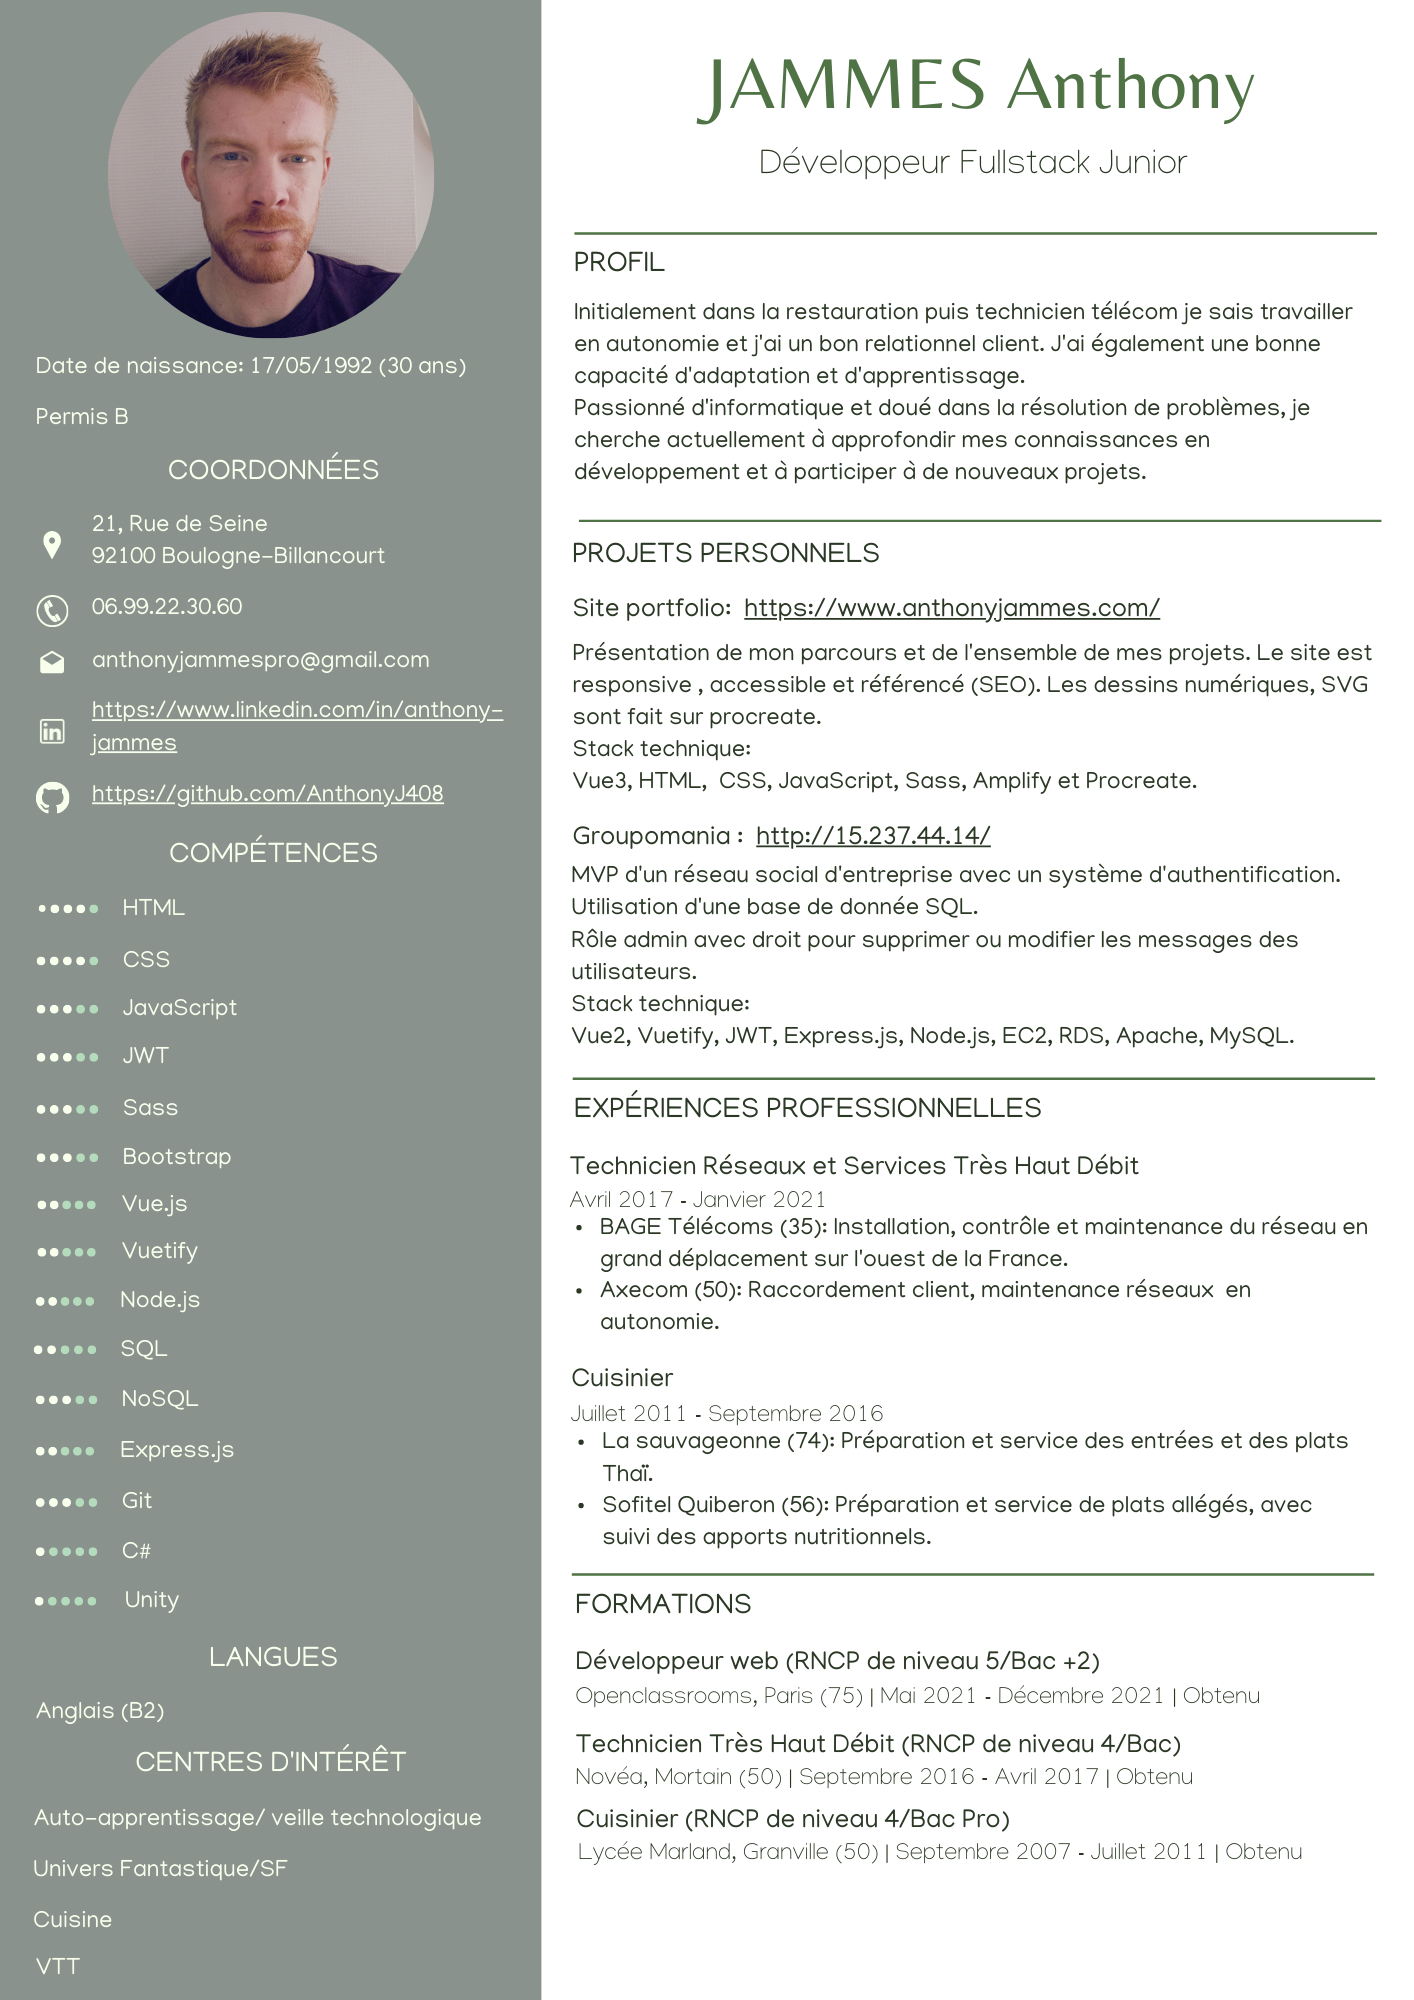 Date de naissance: 17/05/1992 (30 ans)
Permis B
COORDONNÉES
21, Rue de Seine
92100 Boulogne-Billancourt
06.99.22.30.60
anthonyjammespro@gmail.com
https://www.linkedin.com/in/anthony-
jammes
https://github.com/AnthonyJ408
COMPÉTENCES
HTML
CSS
JavaScript
JWT
Sass
Bootstrap
Vue.js
Vuetify
Node.js
SQL
NoSQL
Express.js
Git
C#
Unity
LANGUES
Anglais (B2)
CENTRES D'INTÉRÊT
Auto-apprentissage/ veille technologique
Univers Fantastique/SF
Cuisine
VTT
JAMMES Anthony
Développeur Fullstack Junior
PROFIL
Initialement dans la restauration puis technicien télécom je sais travailler
en autonomie et j'ai un bon relationnel client. J'ai également une bonne
capacité d'adaptation et d'apprentissage.
Passionné d'informatique et doué dans la résolution de problèmes, je
cherche actuellement à approfondir mes connaissances en
développement et à participer à de nouveaux projets.
PROJETS PERSONNELS
Site portfolio: https://www.anthonyjammes.com/
Présentation de mon parcours et de l'ensemble de mes projets. Le site est
responsive , accessible et référencé (SEO). Les dessins numériques, SVG
sont fait sur procreate.
Stack technique:
Vue3, HTML, CSS, JavaScript, Sass, Amplify et Procreate.
Groupomania : http://15.237.44.14/
MVP d'un réseau social d'entreprise avec un système d'authentification.
Utilisation d'une base de donnée SQL.
Rôle admin avec droit pour supprimer ou modifier les messages des
utilisateurs.
Stack technique:
Vue2, Vuetify, JWT, Express.js, Node.js, EC2, RDS, Apache, MySQL.
EXPÉRIENCES PROFESSIONNELLES
Technicien Réseaux et Services Très Haut Débit
Avril 2017 - Janvier 2021
• BAGE Télécoms (35): Installation, contrôle et maintenance du réseau en
grand déplacement sur l'ouest de la France.
• Axecom (50): Raccordement client, maintenance réseaux en
autonomie.
Cuisinier
Juillet 2011 - Septembre 2016
• La sauvageonne (74): Préparation et service des entrées et des plats
Thaï.
• Sofitel Quiberon (56): Préparation et service de plats allégés, avec
suivi des apports nutritionnels.
FORMATIONS
Développeur web (RNCP de niveau 5/Bac +2)
Openclassrooms, Paris (75) | Mai 2021 - Décembre 2021 | Obtenu
Technicien Très Haut Débit (RNCP de niveau 4/Bac)
Novéa, Mortain (50) | Septembre 2016 - Avril 2017 | Obtenu
Cuisinier (RNCP de niveau 4/Bac Pro)
Lycée Marland, Granville (50) | Septembre 2007 - Juillet 2011 | Obtenu